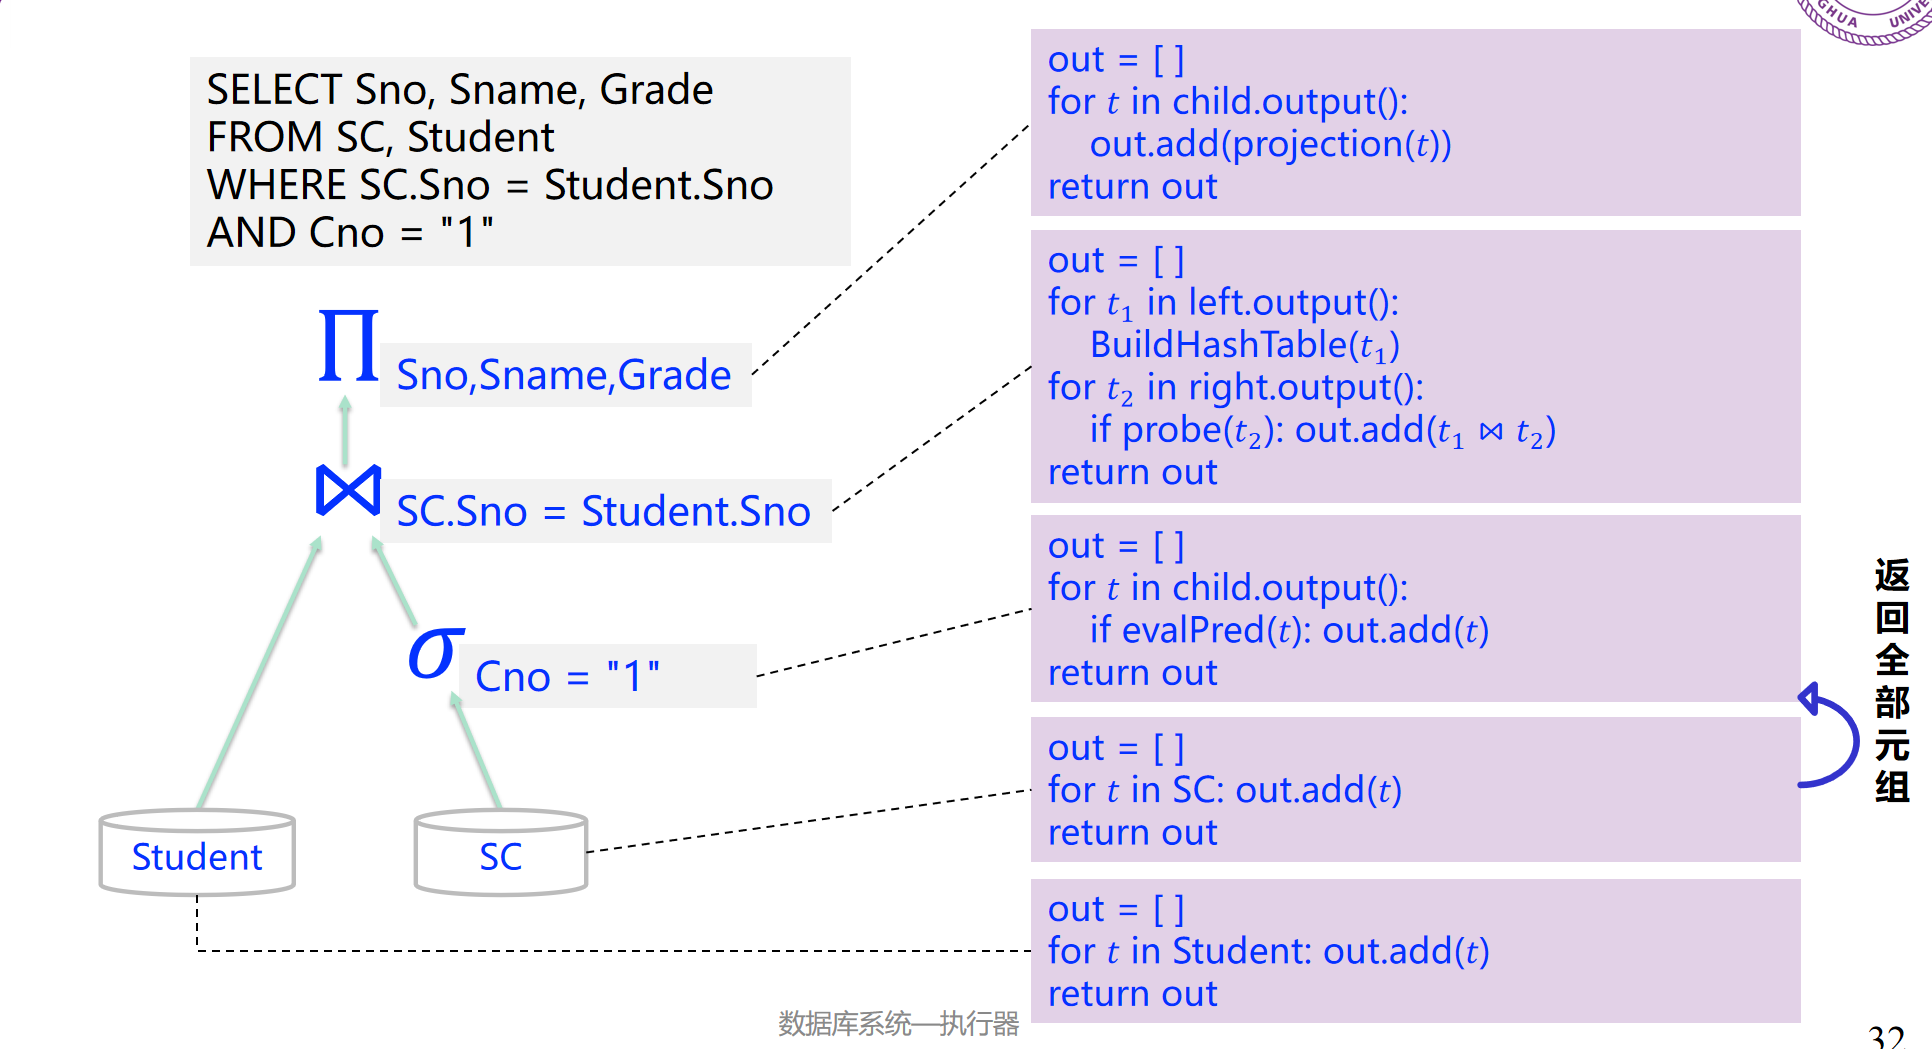 GHUA UNIVE
SELECT Sno, Sname, Grade
FROM SC, Student
WHERE SC.Sno = Student.Sno
AND Cno = "1"
∏
Sno,Sname,Grade
⋈
SC.Sno = Student.Sno
σ
Cno = "1"
Student
SC
out = [ ]
for t in child.output():
out.add(projection(t))
return out
out = [ ]
for t₁ in left.output():
BuildHashTable(t₁)
for t₂ in right.output():
if probe(t₂): out.add(t₁ ⋈ t₂)
return out
out = [ ]
for t in child.output():
if evalPred(t): out.add(t)
return out
out = [ ]
for t in SC: out.add(t)
return out
out = [ ]
for t in Student: out.add(t)
return out
返回全部元组
数据库系统—执行器
32